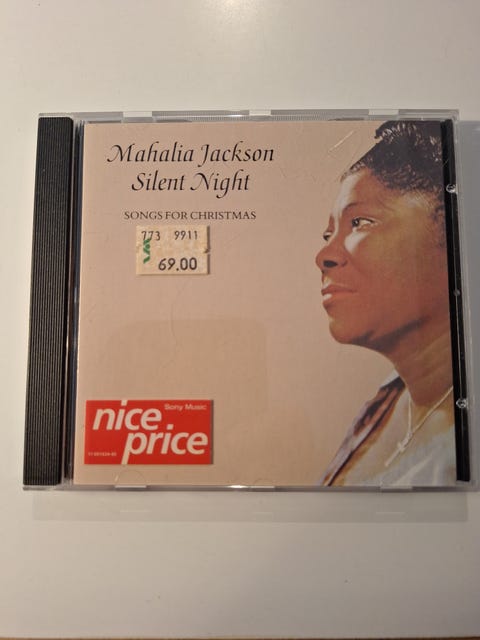 Mahalia Jackson
Silent Night
SONGS FOR CHRISTMAS
773 9911
69.00
Sony Music
nice
price